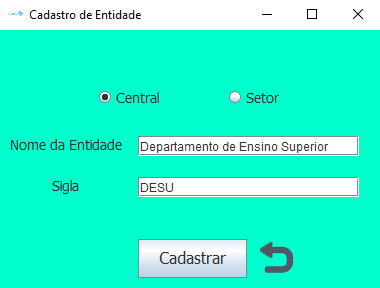 Cadastro de Entidade
Central Setor
Nome da Entidade Departamento de Ensino Superior
Sigla DESU
Cadastrar